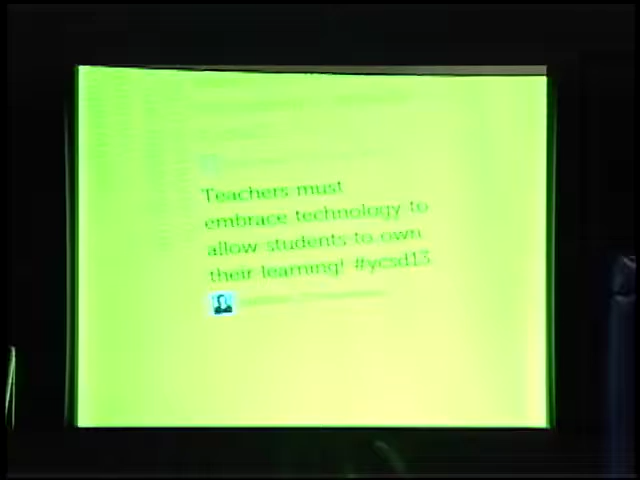 Teachers must
embrace technology to
allow students to own
their learning! #ycsd13